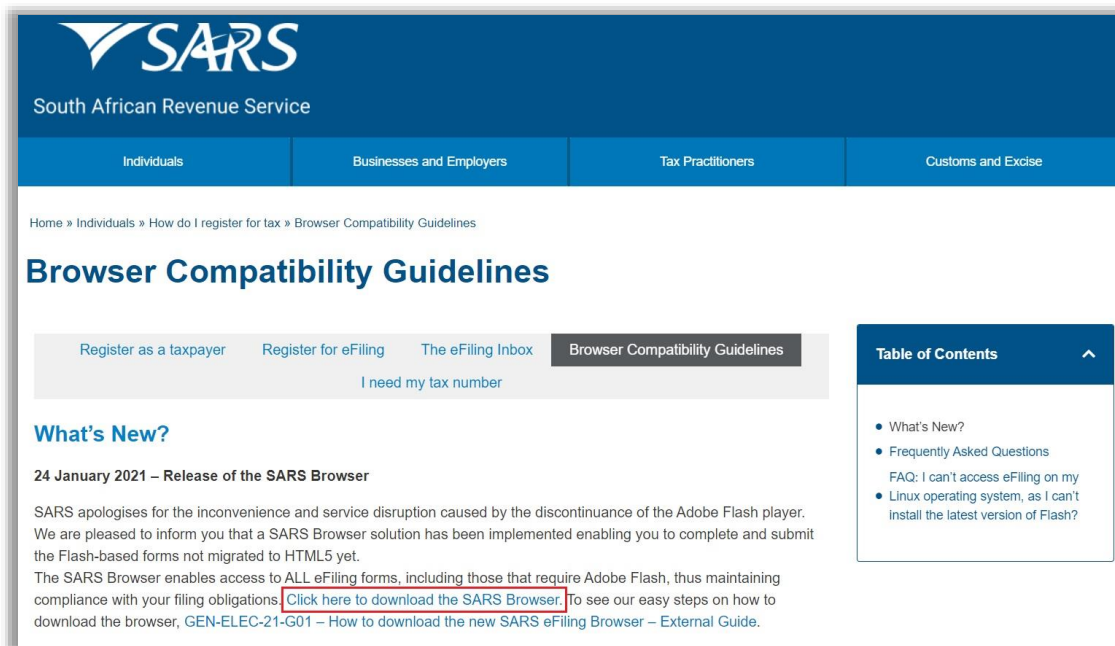 SARS
South African Revenue Service
Individuals
Businesses and Employers
Tax Practitioners
Customs and Excise
Home » Individuals » How do I register for tax » Browser Compatibility Guidelines
Browser Compatibility Guidelines
Register as a taxpayer
Register for eFiling
The eFiling Inbox
Browser Compatibility Guidelines
I need my tax number
What's New?
24 January 2021 – Release of the SARS Browser
SARS apologises for the inconvenience and service disruption caused by the discontinuance of the Adobe Flash player.
We are pleased to inform you that a SARS Browser solution has been implemented enabling you to complete and submit
the Flash-based forms not migrated to HTML5 yet.
The SARS Browser enables access to ALL eFiling forms, including those that require Adobe Flash, thus maintaining
compliance with your filing obligations. Click here to download the SARS Browser. To see our easy steps on how to
download the browser, GEN-ELEC-21-G01 – How to download the new SARS eFiling Browser – External Guide.
Table of Contents
What's New?
Frequently Asked Questions
FAQ: I can't access eFiling on my
Linux operating system, as I can't
install the latest version of Flash?